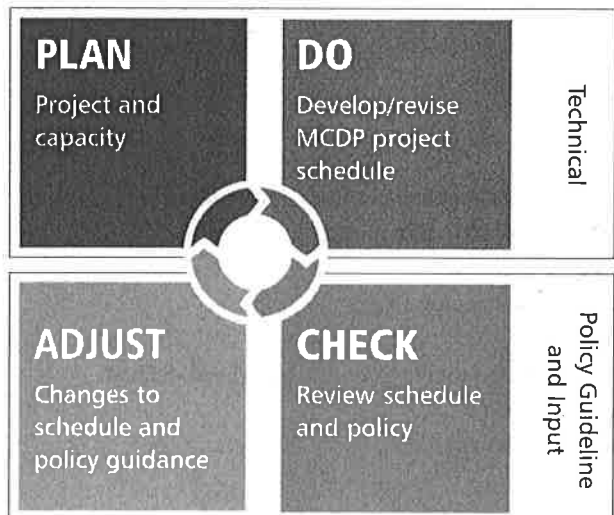 PLAN
Project and
capacity
DO
Develop/revise
MCDP project
schedule
Technical
ADJUST
Changes to
schedule and
policy guidance
CHECK
Review schedule
and policy
Policy Guideline
and Input